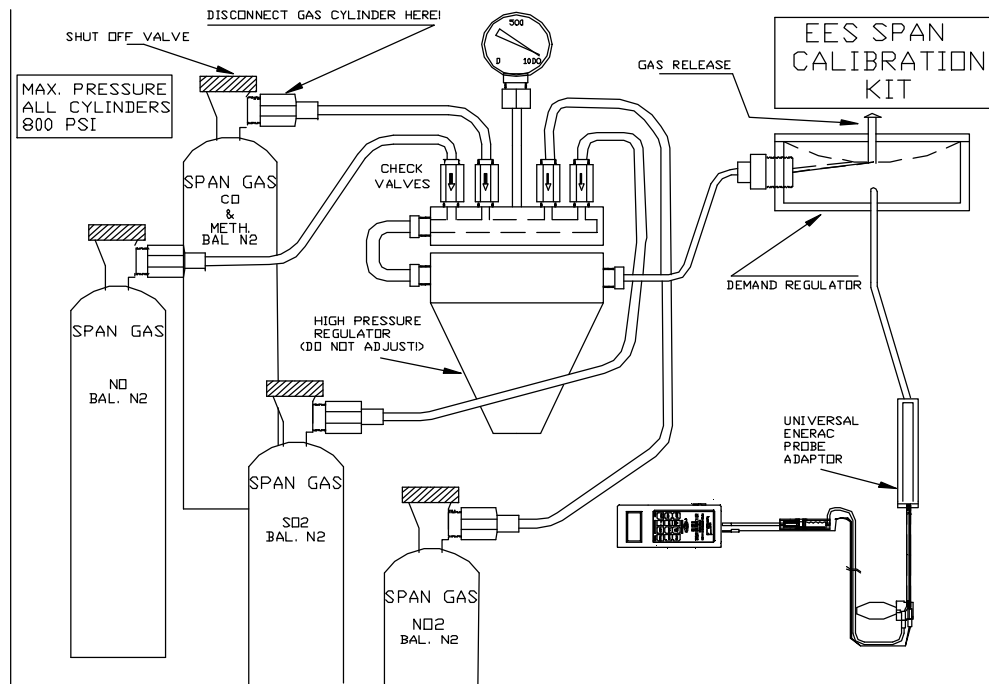 DISCONNECT GAS CYLINDER HERE!
SHUT OFF VALVE
MAX. PRESSURE
ALL CYLINDERS
800 PSI
500
0 1000
EES SPAN
CALIBRATION
KIT
GAS RELEASE
CHECK
VALVES
SPAN GAS
CO
&
METH.
BAL N2
SPAN GAS
NO
BAL. N2
HIGH PRESSURE
REGULATOR
(DO NOT ADJUST!)
DEMAND REGULATOR
UNIVERSAL
ENERAC
PROBE
ADAPTOR
SPAN GAS
SO2
BAL. N2
SPAN GAS
NO2
BAL. N2